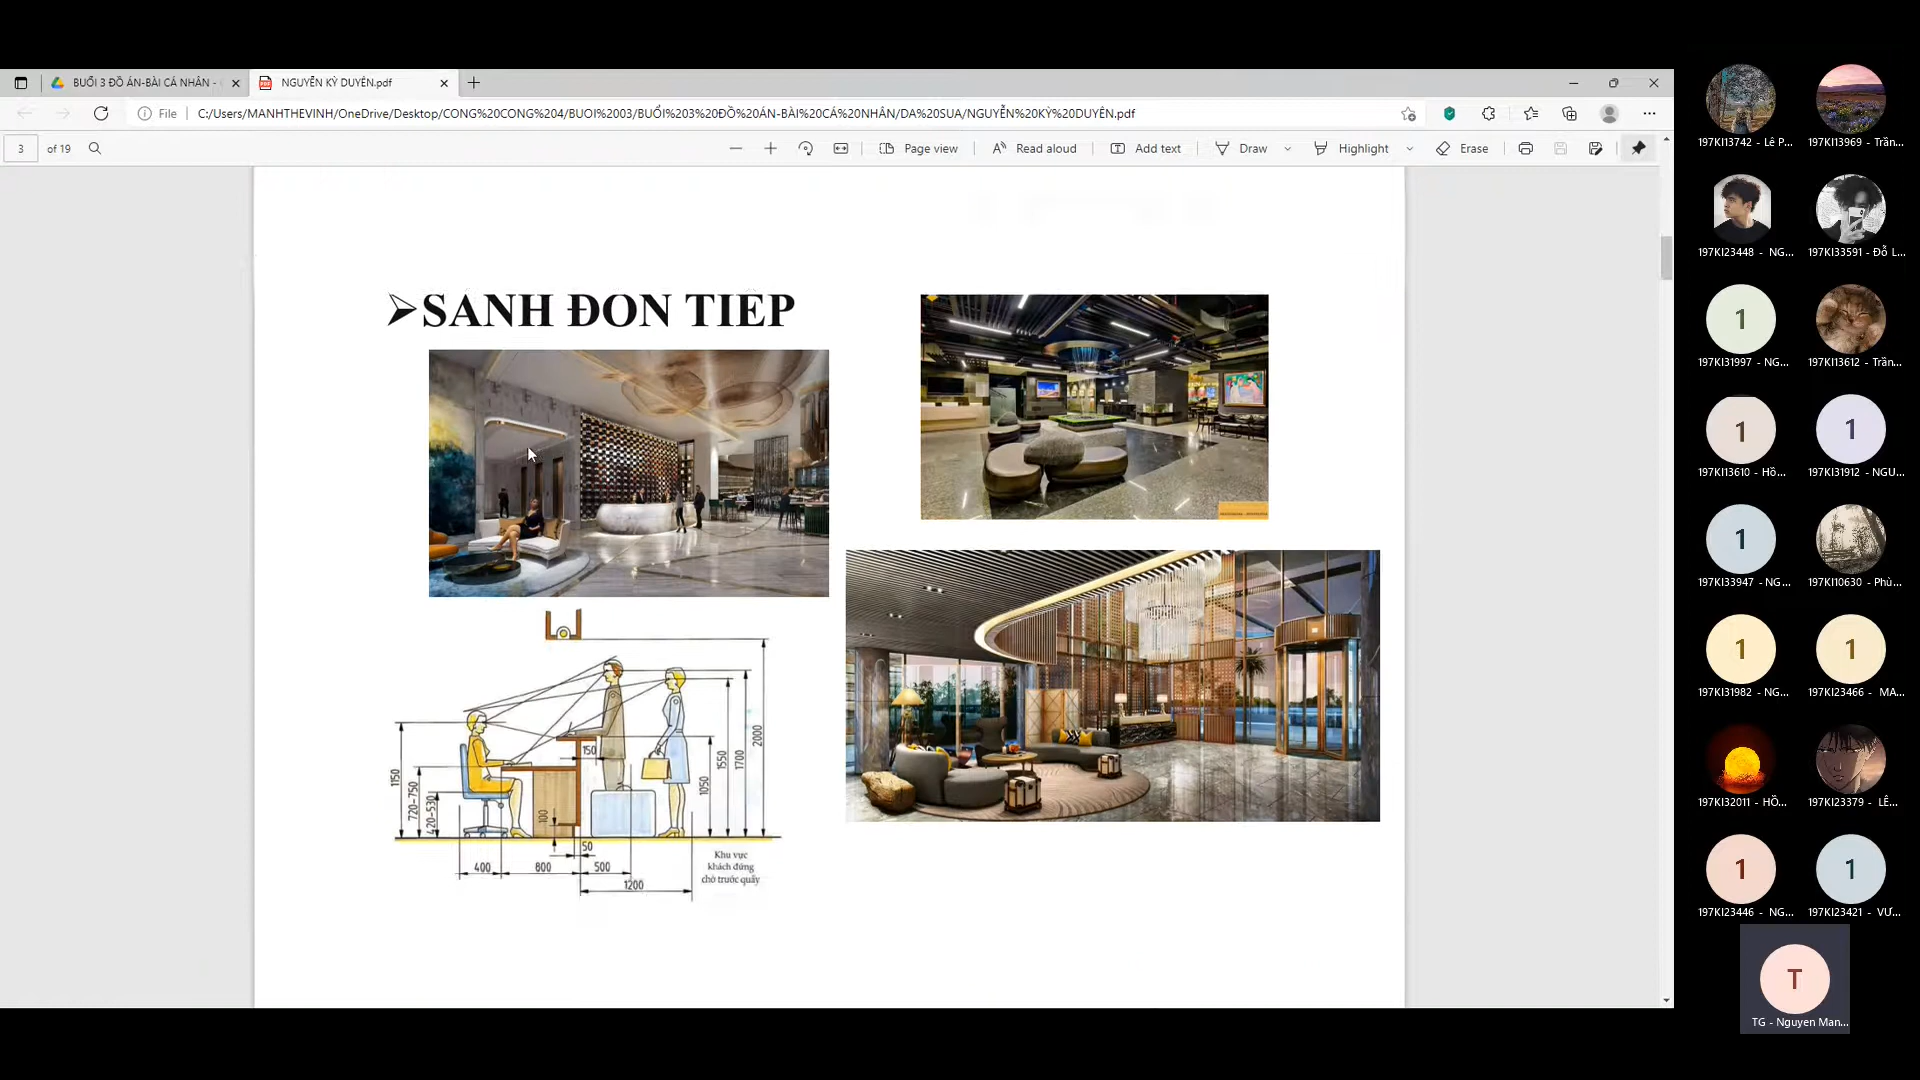 BUỔI 3 ĐỒ ÁN-BÀI CÁ NHÂN -
NGUYỄN KỲ DUYÊN.pdf
File
C:/Users/MANHTHEVINH/OneDrive/Desktop/CONG%20CONG%204/BUOI%2003/BUỔI%203%20ĐỒ%20ÁN-BÀI%20CÁ%20NHÂN/DA%20SUA/NGUYỄN%20KỲ%20DUYÊN.pdf
3 of 19
Page view
Read aloud
Add text
Draw
Highlight
Erase
SẢNH ĐÓN TIẾP
150
1150
720-750
420-530
100
1050
1550
1700
2000
50
400
800
500
1200
Khu vực
khách đứng
chờ trước quầy
197KI13742 - Lê P...
197KI13969 - Trần...
197KI23448 - NG...
197KI33591 - Đỗ L...
1
197KI31997 - NG...
197KI13612 - Trần...
1
197KI13610 - Hồ...
1
197KI31912 - NGU...
1
197KI33947 - NG...
197KI10630 - Phù...
1
197KI31982 - NG...
1
197KI23466 - MA...
197KI32011 - HỒ...
197KI23379 - LÊ...
1
197KI23446 - NG...
1
197KI23421 - VƯ...
T
TG - Nguyen Man...